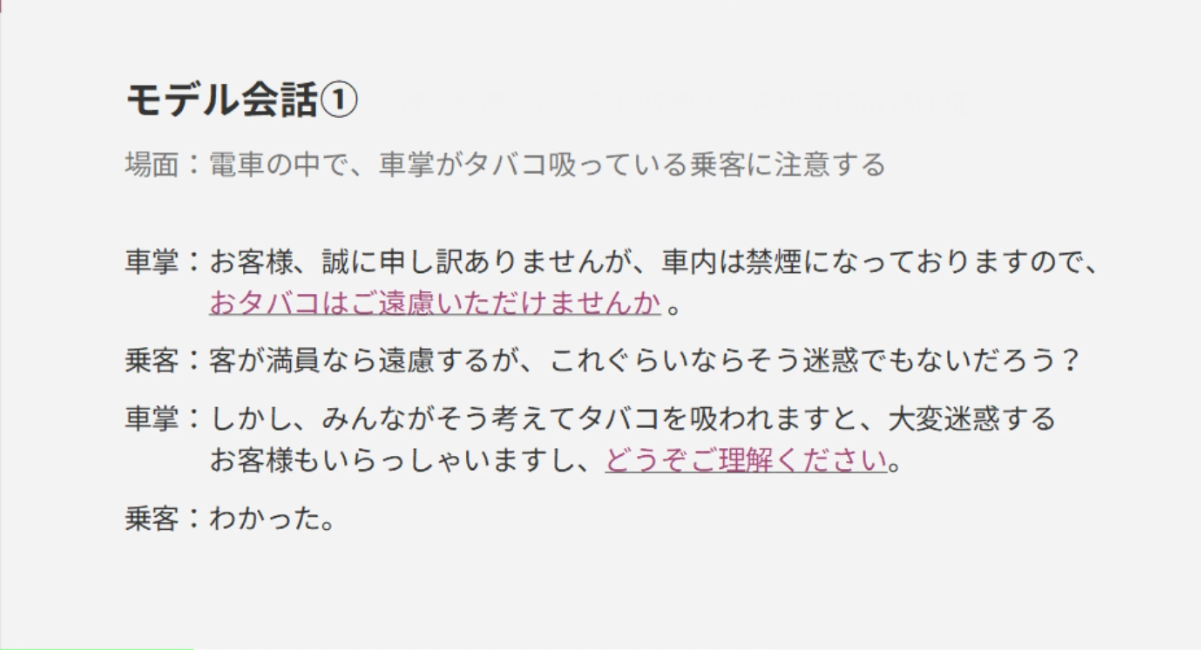 モデル会話①
場面：電車の中で、車掌がタバコ吸っている乗客に注意する
車掌：お客様、誠に申し訳ありませんが、車内は禁煙になっておりますので、
おタバコはご遠慮いただけませんか 。
乗客：客が満員なら遠慮するが、これぐらいならそう迷惑でもないだろう？
車掌：しかし、みんながそう考えてタバコを吸われますと、大変迷惑する
お客様もいらっしゃいますし、どうぞご理解ください。
乗客：わかった。